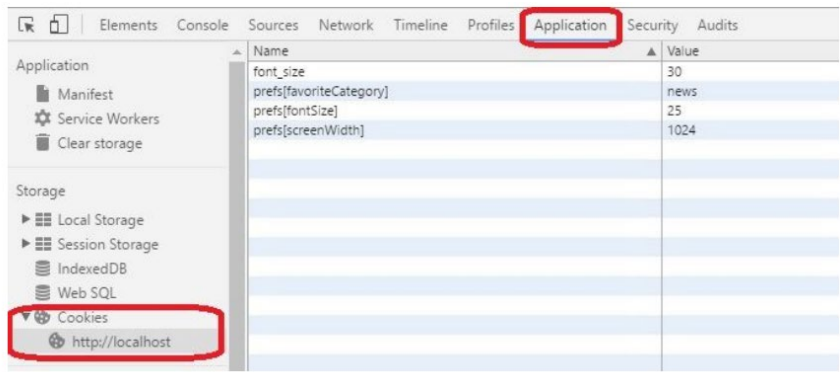 Elements Console Sources Network Timeline Profiles Application Security Audits
Application
Manifest
Service Workers
Clear storage
Storage
Local Storage
Session Storage
IndexedDB
Web SQL
Cookies
http://localhost
Name Value
font_size 30
prefs[favoriteCategory] news
prefs[fontSize] 25
prefs[screenWidth] 1024